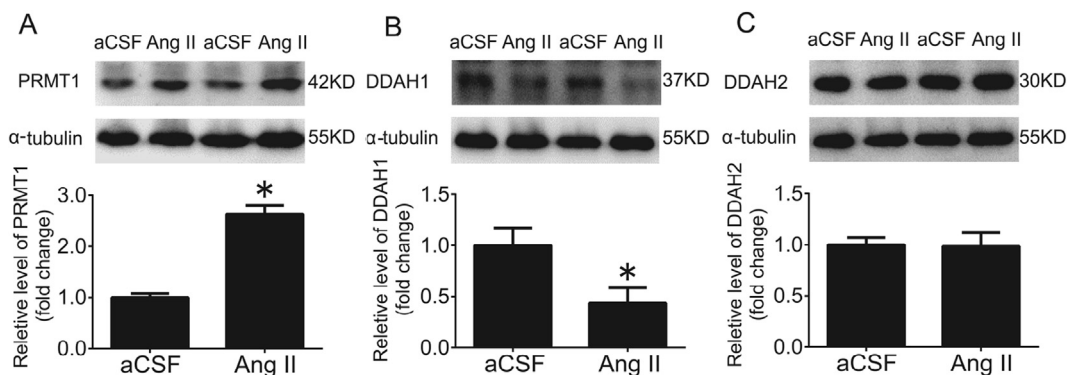 A
aCSF Ang II aCSF Ang II
PRMT1
42KD
α-tubulin
55KD
Reletive level of PRMT1
(fold change)
3.0
2.0
1.0
0.0
*
aCSF
Ang II
B
aCSF Ang II aCSF Ang II
DDAH1
37KD
α-tubulin
55KD
Reletive level of DDAH1
(fold change)
1.5
1.0
0.5
0.0
*
aCSF
Ang II
C
aCSF Ang II aCSF Ang II
DDAH2
30KD
α-tubulin
55KD
Reletive level of DDAH2
(fold change)
1.5
1.0
0.5
0.0
aCSF
Ang II